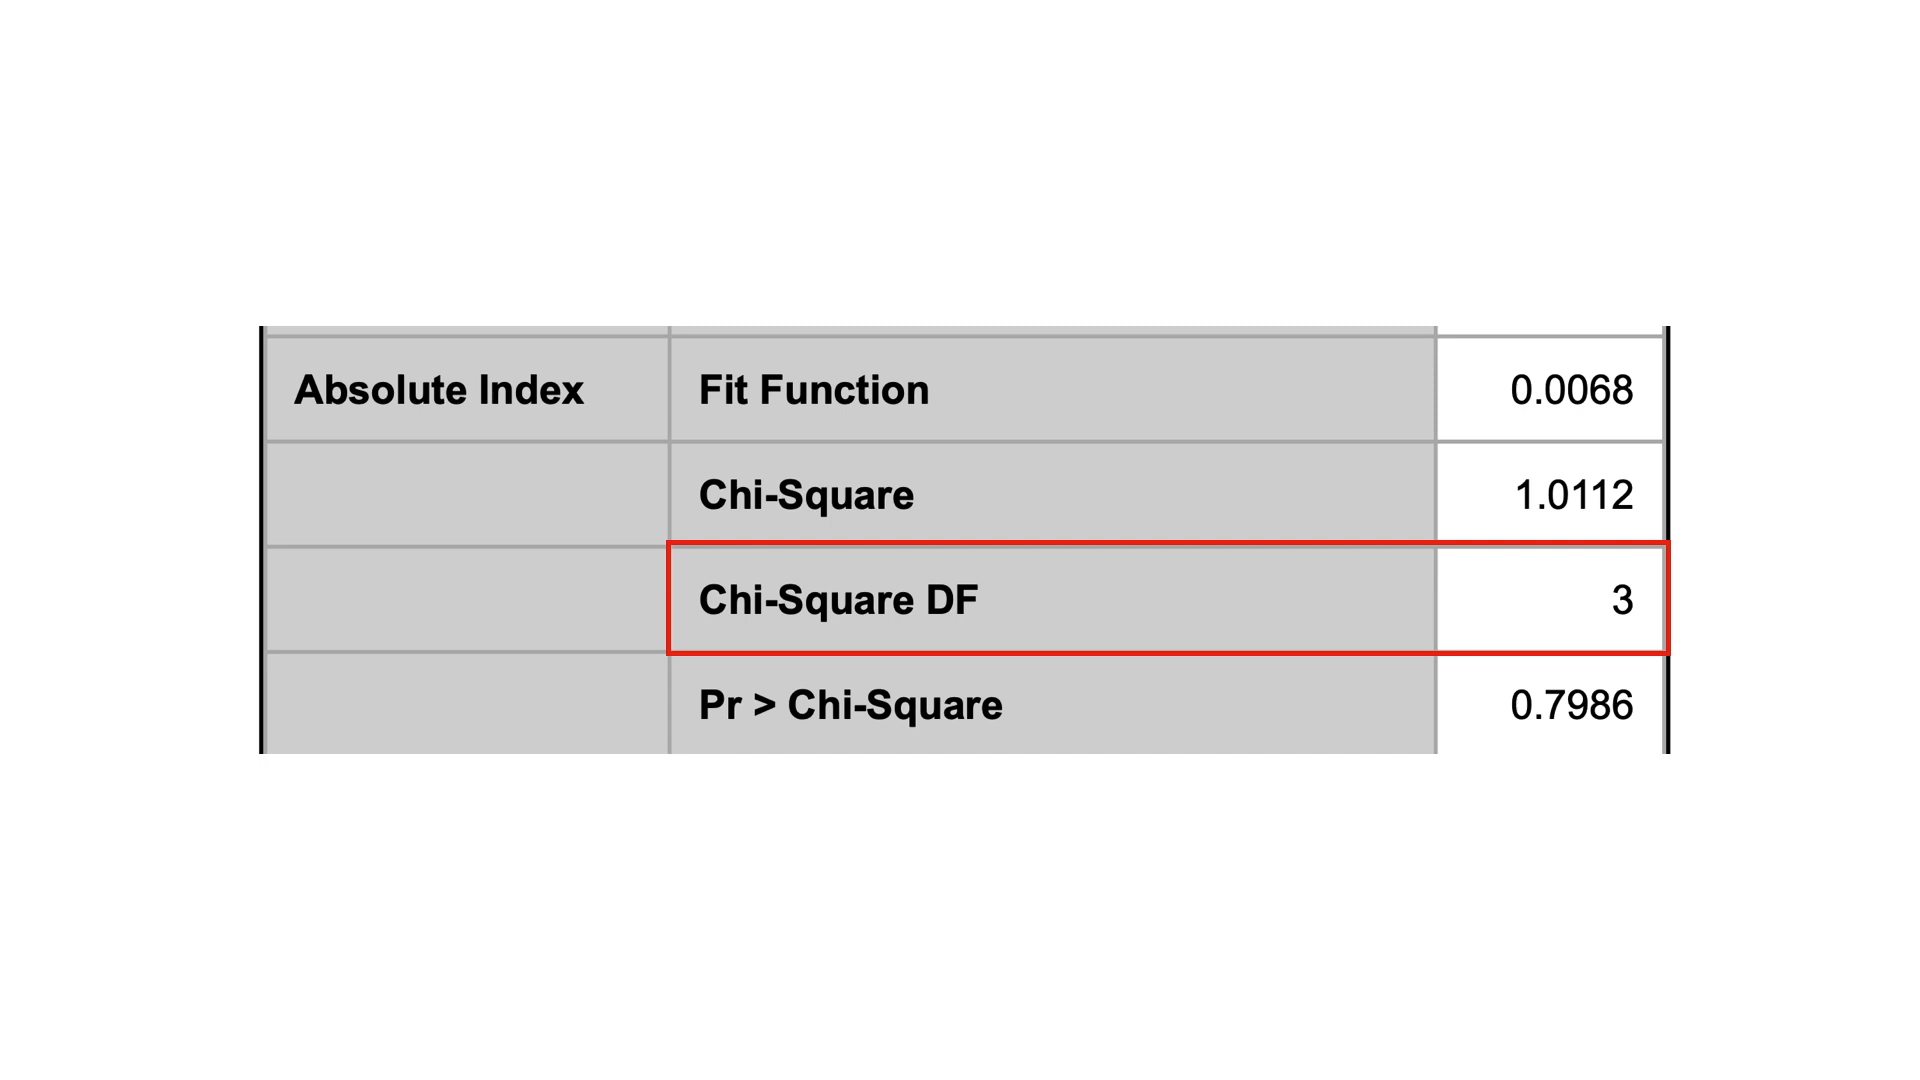 Absolute Index Fit Function 0.0068
Chi-Square 1.0112
Chi-Square DF 3
Pr > Chi-Square 0.7986